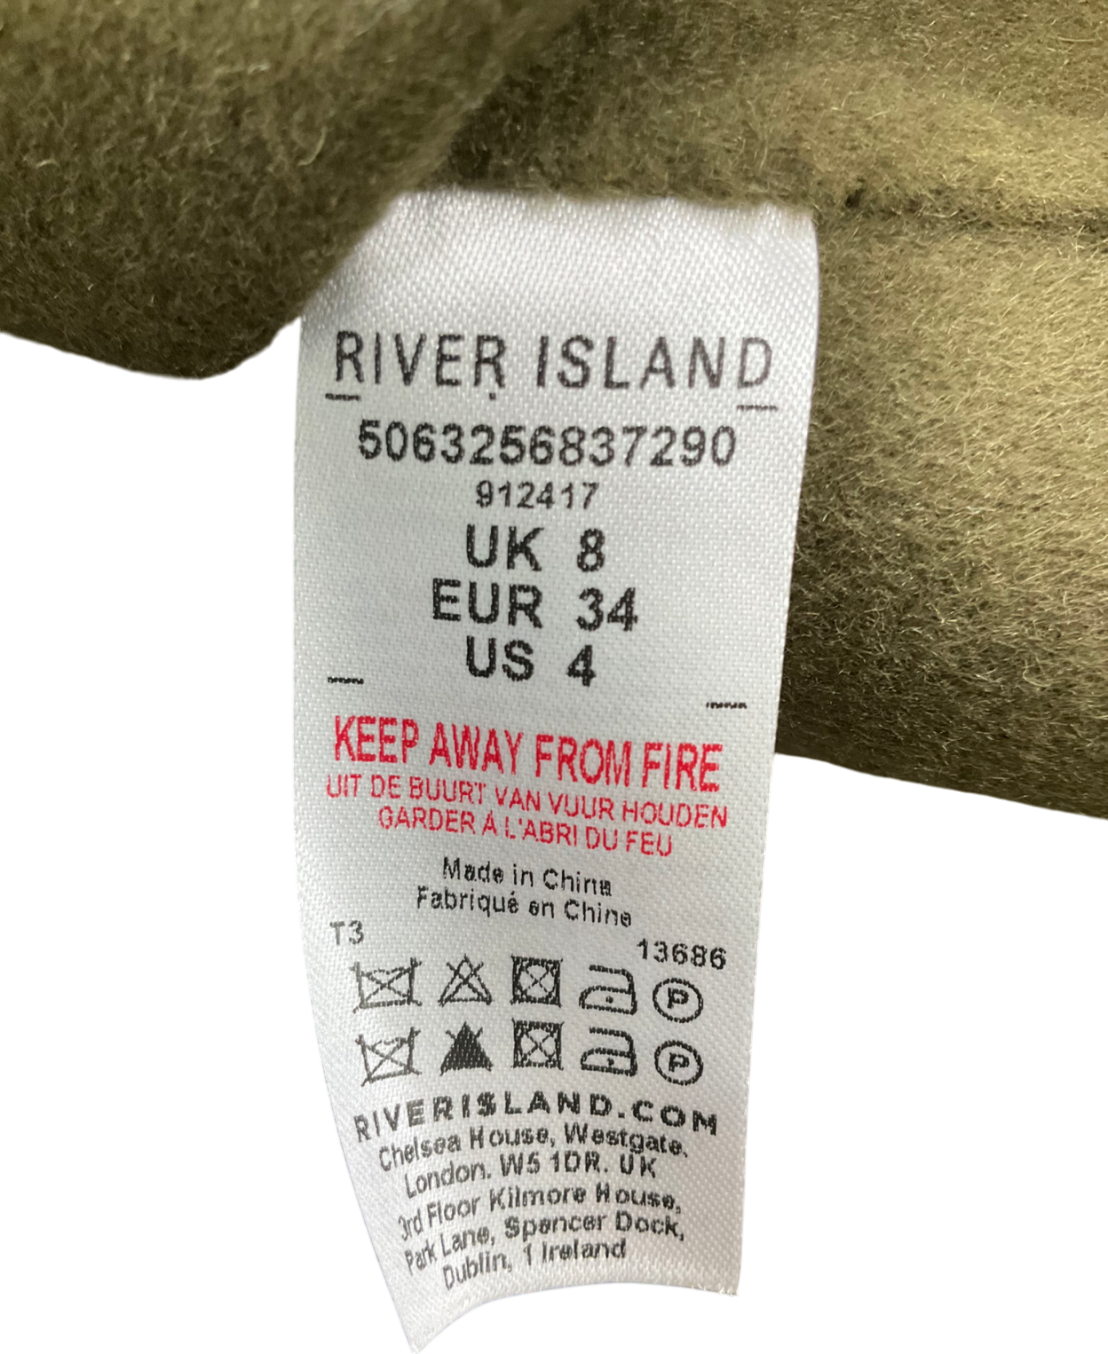 RIVER ISLAND
5063256837290
912417
UK 8
EUR 34
US 4
KEEP AWAY FROM FIRE
UIT DE BUURT VAN VUUR HOUDEN
GARDER À L'ABRI DU FEU
Made in China
Fabriqué en Chine
T3
13686
P
P
RIVERISLAND.COM
Chelsea House, Westgate,
London. W5 1DR. UK
3rd Floor Kilmore House,
Park Lane, Spencer Dock,
Dublin, 1 Ireland